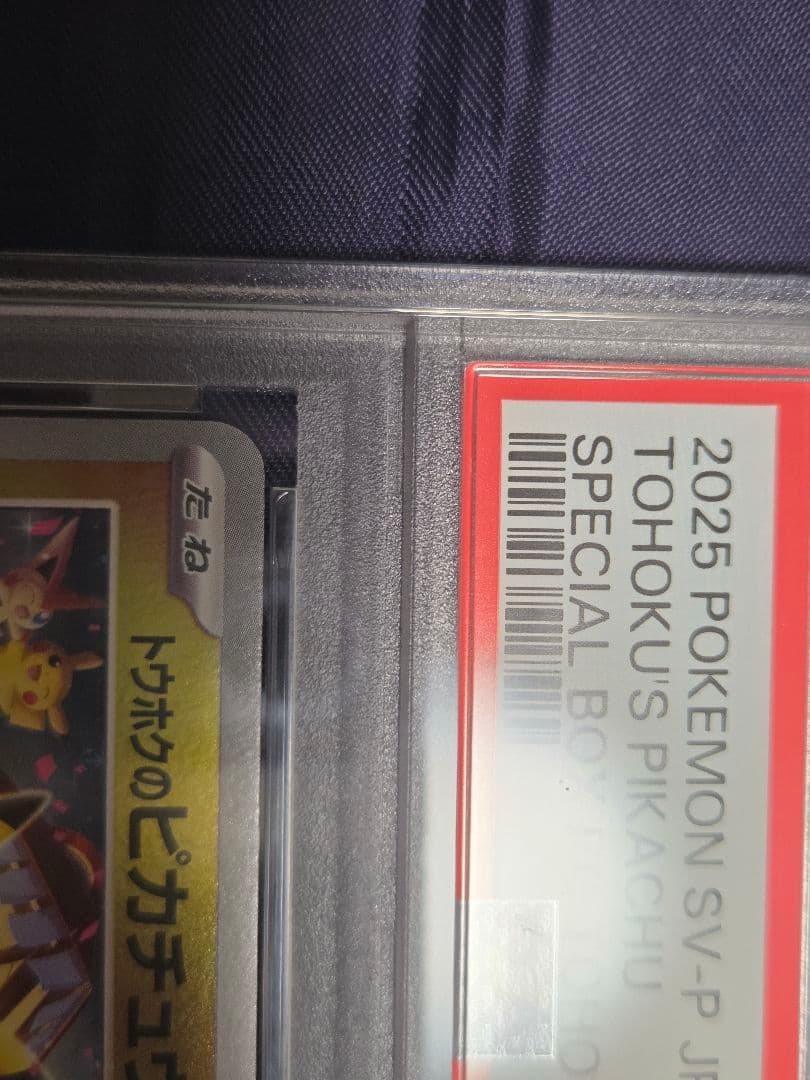 2025 POKEMON SV-P
TOHOKU'S PIKACHU
SPECIAL BOX
たね
トウホクのピカチュウ